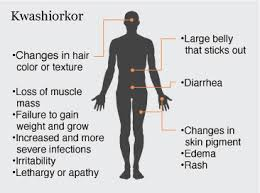 Kwashiorkor
•Changes in hair
color or texture
•Loss of muscle
mass
•Failure to gain
weight and grow
•Increased and more
severe infections
•Irritability
•Lethargy or apathy
•Large belly
that sticks out
•Diarrhea
•Changes in
skin pigment
•Edema
•Rash